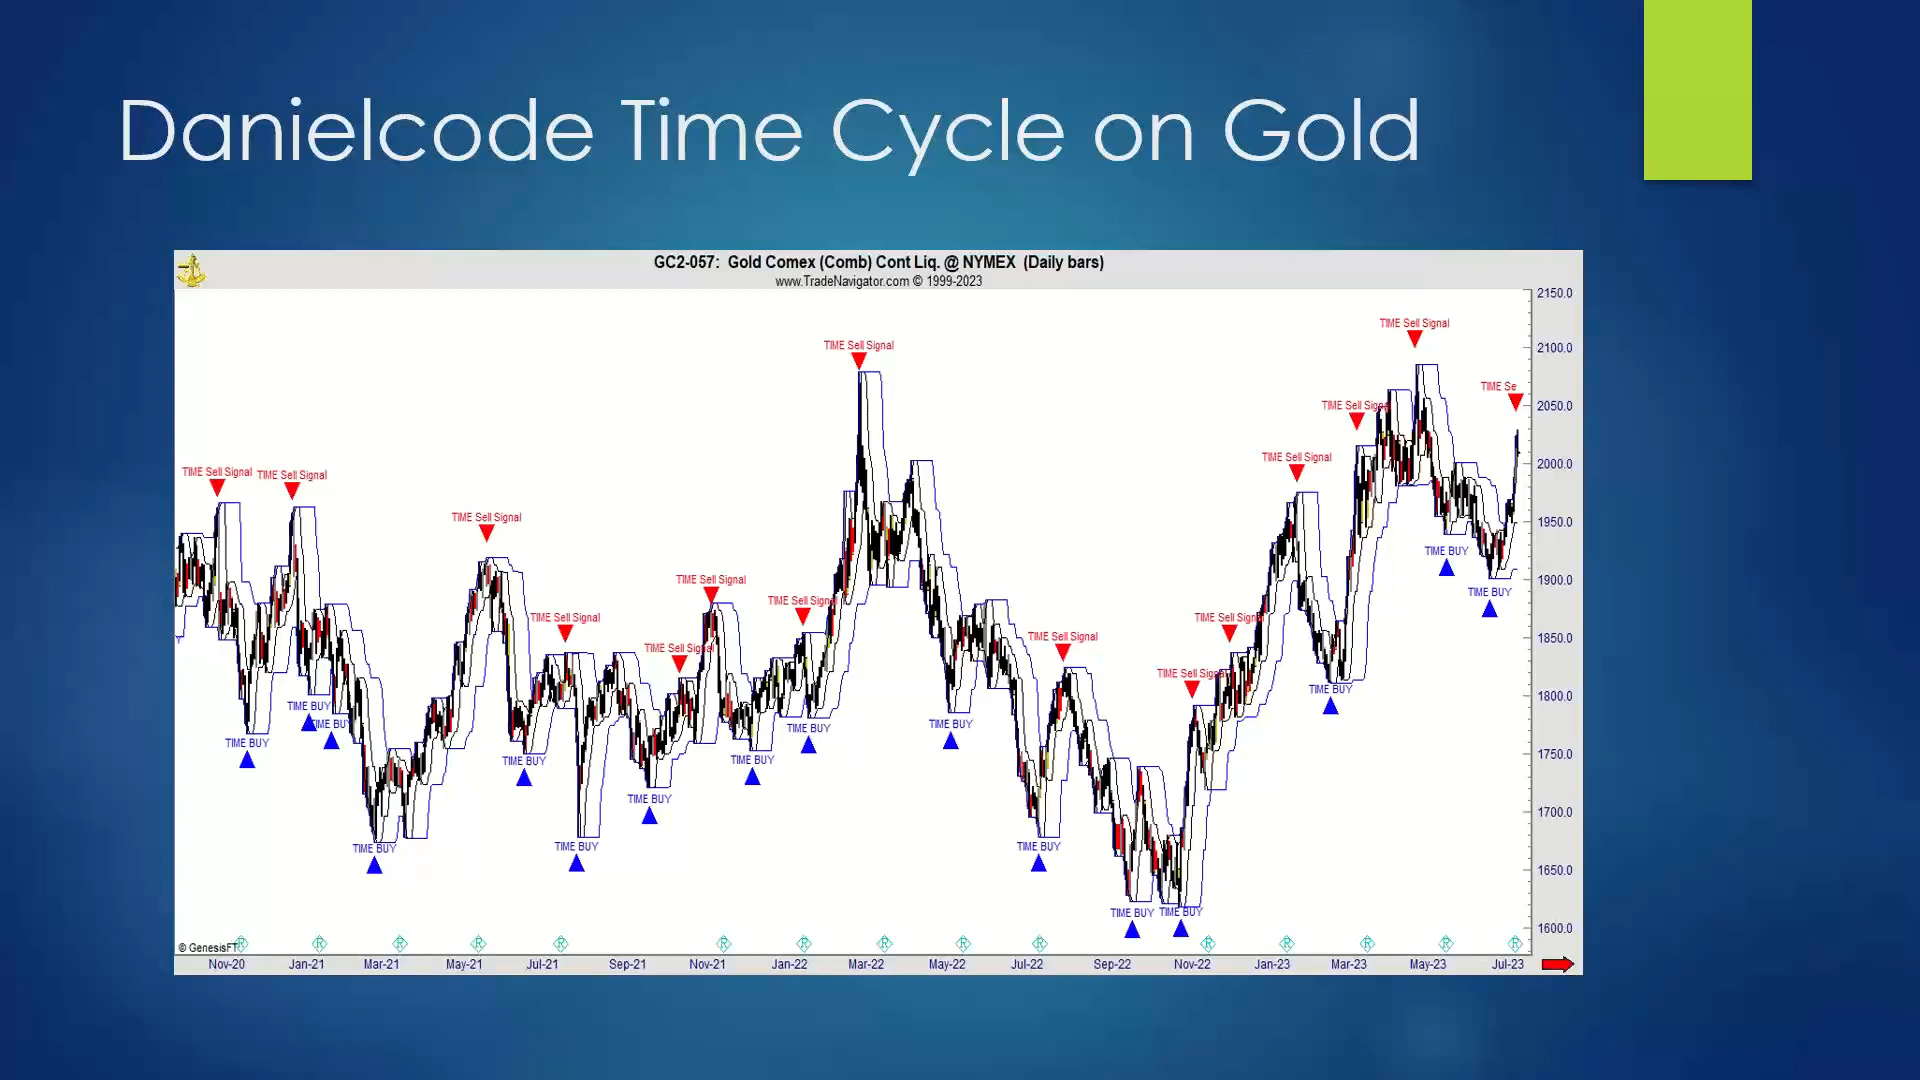 Danielcode Time Cycle on Gold
GC2-057: Gold Comex (Comb) Cont Liq. @ NYMEX (Daily bars)
www.TradeNavigator.com © 1999-2023
2150.0
TIME Sell Signal
TIME Sell Signal
2100.0
TIME Se
TIME Sell Signal
2050.0
TIME Sell Signal
2000.0
TIME Sell Signal
TIME Sell Signal
TIME Sell Signal
1950.0
TIME BUY
1900.0
TIME Sell Signal
TIME BUY
TIME Sell Signal
TIME Sell Signal
TIME Sell Signal
TIME Sell Signal
1850.0
TIME Sell Signal
TIME Sell Signal
TIME BUY
1800.0
TIME BUY
TIME BUY
TIME BUY
TIME BUY
TIME BUY
1750.0
TIME BUY
TIME BUY
TIME BUY
1700.0
TIME BUY
TIME BUY
TIME BUY
1650.0
TIME BUY
TIME BUY
1600.0
© GenesisFT
R R R R R R R R R R R R R R R
Nov-20 Jan-21 Mar-21 May-21 Jul-21 Sep-21 Nov-21 Jan-22 Mar-22 May-22 Jul-22 Sep-22 Nov-22 Jan-23 Mar-23 May-23 Jul-23